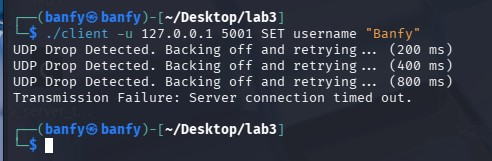 ┌──(banfy㉿banfy)-[~/Desktop/lab3]
└─$ ./client -u 127.0.0.1 5001 SET username "Banfy"
UDP Drop Detected. Backing off and retrying... (200 ms)
UDP Drop Detected. Backing off and retrying... (400 ms)
UDP Drop Detected. Backing off and retrying... (800 ms)
Transmission Failure: Server connection timed out.
┌──(banfy㉿banfy)-[~/Desktop/lab3]
└─$